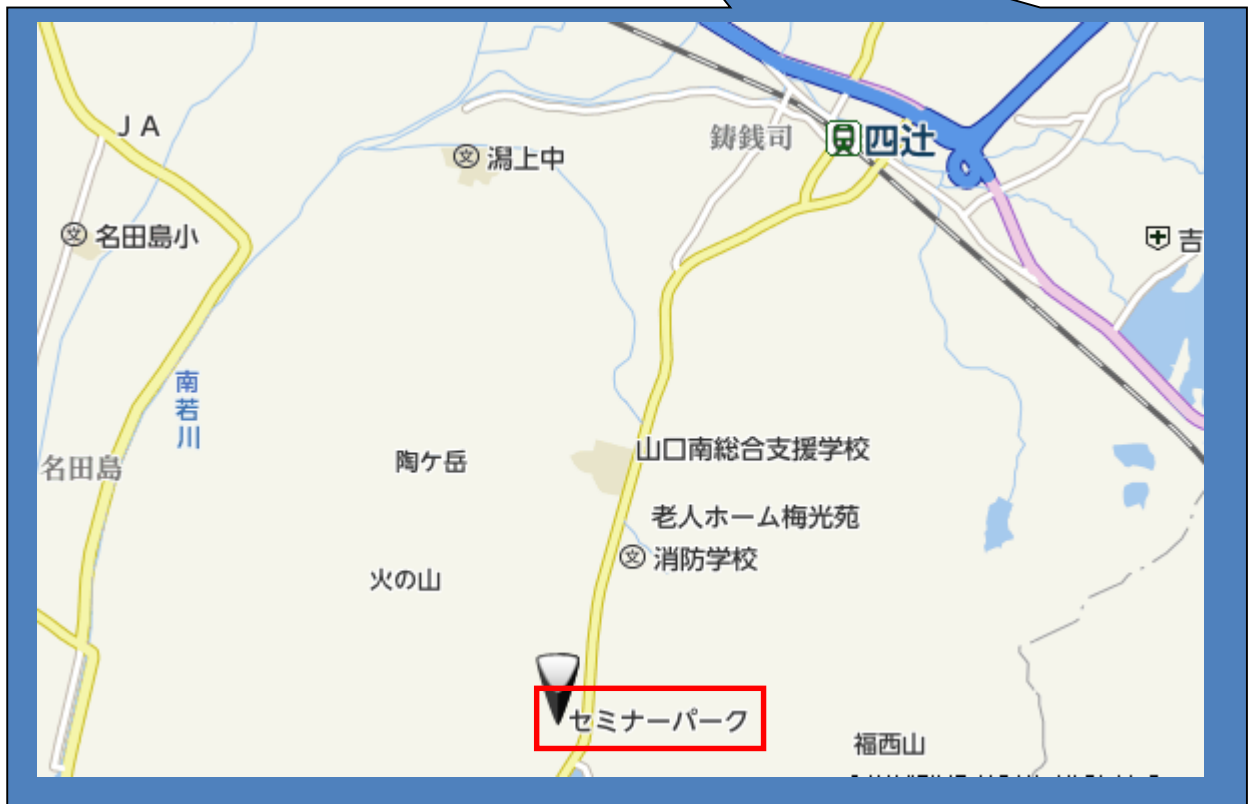 JA
潟上中
鋳銭司
四辻
名田島小
吉
南若川
名田島
陶ケ岳
山口南総合支援学校
老人ホーム梅光苑
消防学校
火の山
セミナーパーク
福西山